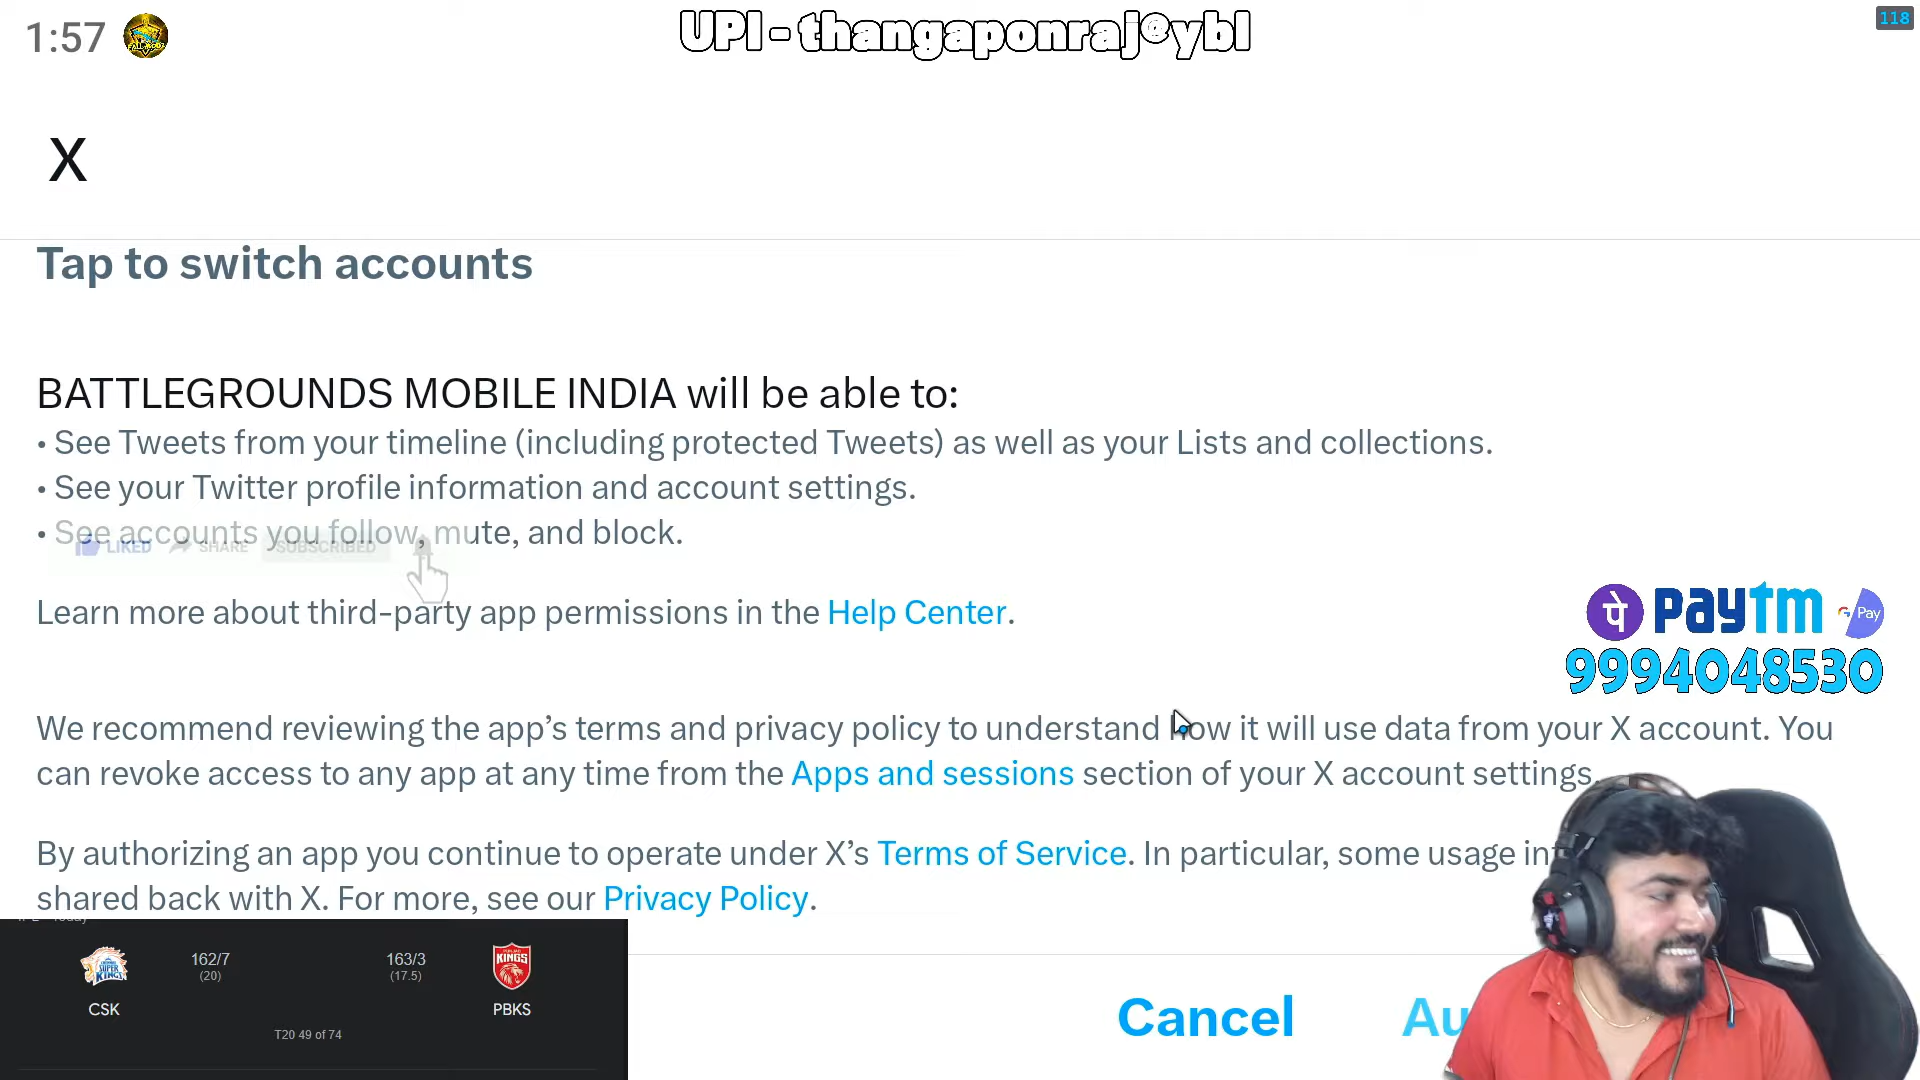 1:57
UPI - thangaponraj@ybl
118
X
Tap to switch accounts
BATTLEGROUNDS MOBILE INDIA will be able to:
• See Tweets from your timeline (including protected Tweets) as well as your Lists and collections.
• See your Twitter profile information and account settings.
• See accounts you follow, mute, and block.
LIKED SHARE SUBSCRIBED
Learn more about third-party app permissions in the Help Center.
पे paytm G Pay
9994048530
We recommend reviewing the app’s terms and privacy policy to understand how it will use data from your X account. You
can revoke access to any app at any time from the Apps and sessions section of your X account settings.
By authorizing an app you continue to operate under X’s Terms of Service. In particular, some usage
shared back with X. For more, see our Privacy Policy.
162/7 163/3
(20) (17.5)
KINGS
CSK PBKS
T20 49 of 74
Cancel Au